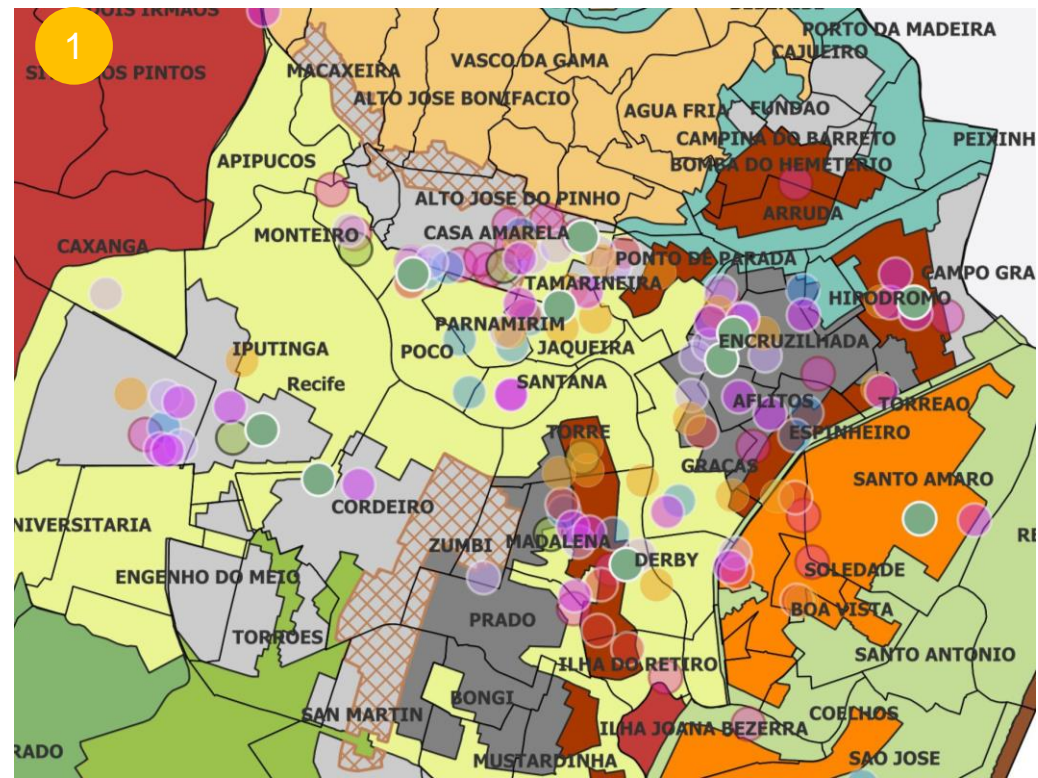 DOIS IRMAOS
1
PORTO DA MADEIRA
CAJUEIRO
VASCO DA GAMA
MACAXEIRA
ALTO JOSE BONIFACIO
AGUA FRIA
FUNDAO
CAMPINA DO BARRETO
PEIXINH
APIPUCOS
BOMBA DO HEMETERIO
ALTO JOSE DO PINHO
ARRUDA
MONTEIRO
CASA AMARELA
CAXANGA
PONTO DE PARADA
TAMARINEIRA
CAMPO GRA
HIPODROMO
PARNAMIRIM
ENCRUZILHADA
IPUTINGA
POCO
JAQUEIRA
Recife
SANTANA
AFLITOS
TORREAO
TORRE
ESPINHEIRO
GRACAS
SANTO AMARO
CORDEIRO
NIVERSITARIA
RE
ZUMBI
MADALENA
DERBY
ENGENHO DO MEIO
SOLEDADE
BOA VISTA
PRADO
TORROES
SANTO ANTONIO
ILHA DO RETIRO
BONGI
SAN MARTIN
COELHOS
ILHA JOANA BEZERRA
RADO
MUSTARDINHA
SAO JOSE